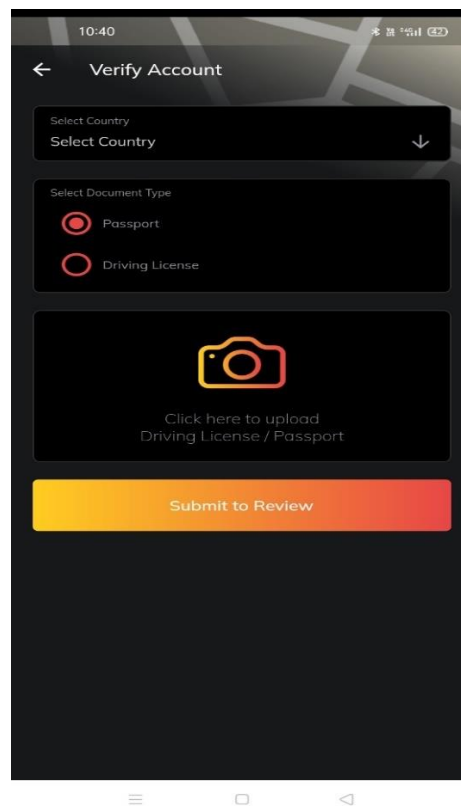 10:40
42
Verify Account
Select Country
Select Country
Select Document Type
Passport
Driving License
Click here to upload
Driving License / Passport
Submit to Review